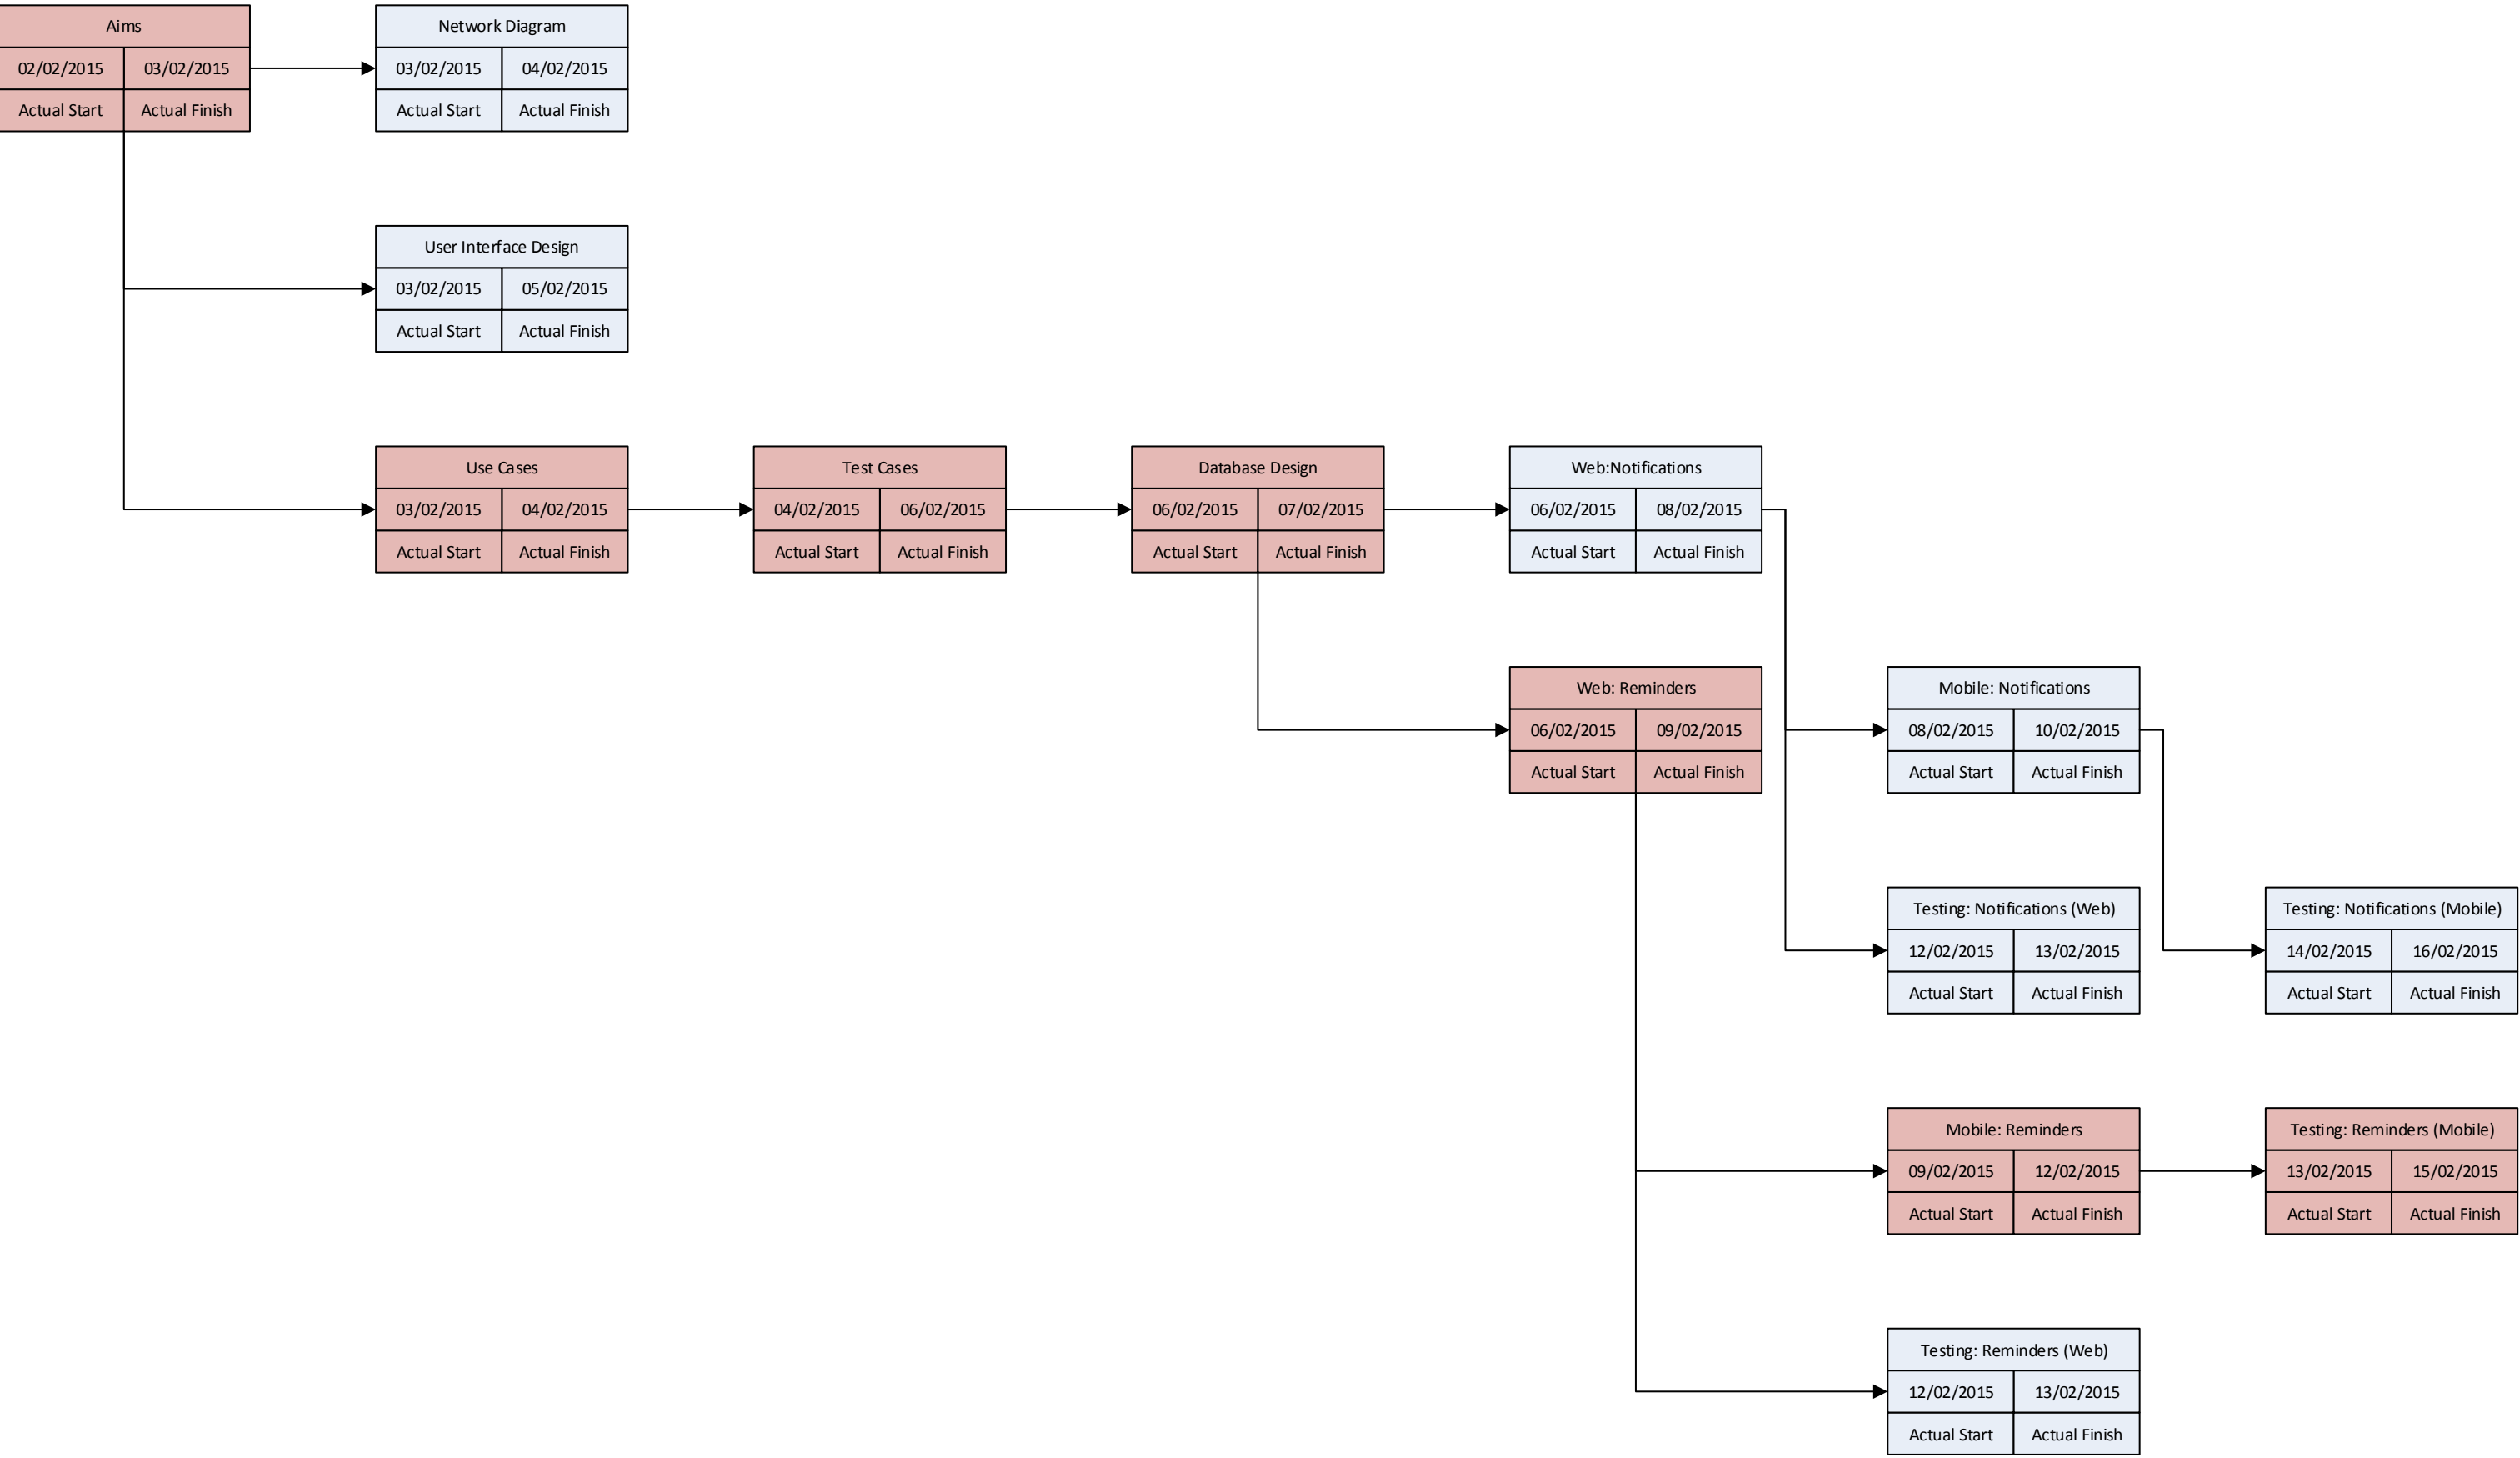 Aims
02/02/2015 03/02/2015
Actual Start Actual Finish
Network Diagram
03/02/2015 04/02/2015
Actual Start Actual Finish
User Interface Design
03/02/2015 05/02/2015
Actual Start Actual Finish
Use Cases
03/02/2015 04/02/2015
Actual Start Actual Finish
Test Cases
04/02/2015 06/02/2015
Actual Start Actual Finish
Database Design
06/02/2015 07/02/2015
Actual Start Actual Finish
Web:Notifications
06/02/2015 08/02/2015
Actual Start Actual Finish
Web: Reminders
06/02/2015 09/02/2015
Actual Start Actual Finish
Mobile: Notifications
08/02/2015 10/02/2015
Actual Start Actual Finish
Testing: Notifications (Web)
12/02/2015 13/02/2015
Actual Start Actual Finish
Testing: Notifications (Mobile)
14/02/2015 16/02/2015
Actual Start Actual Finish
Mobile: Reminders
09/02/2015 12/02/2015
Actual Start Actual Finish
Testing: Reminders (Mobile)
13/02/2015 15/02/2015
Actual Start Actual Finish
Testing: Reminders (Web)
12/02/2015 13/02/2015
Actual Start Actual Finish